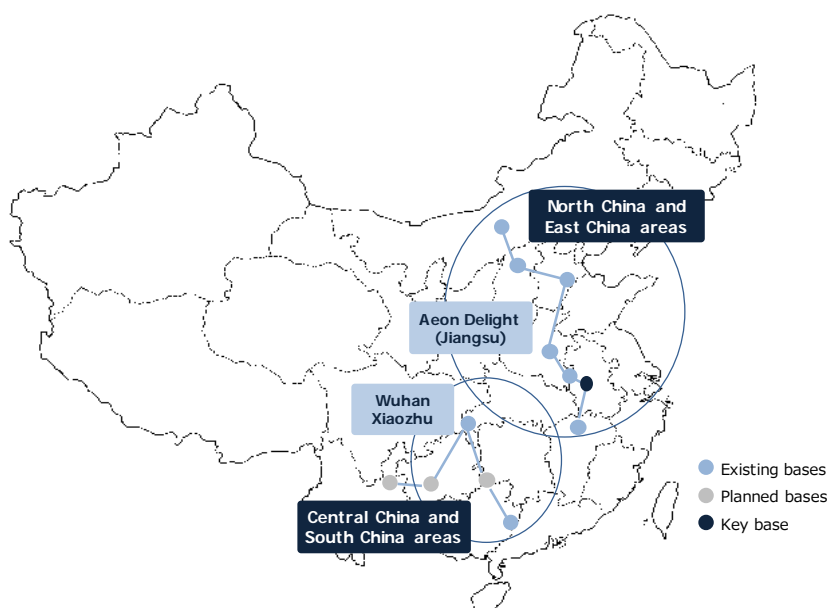 North China and
East China areas
Aeon Delight
(Jiangsu)
Wuhan
Xiaozhu
Central China and
South China areas
Existing bases
Planned bases
Key base